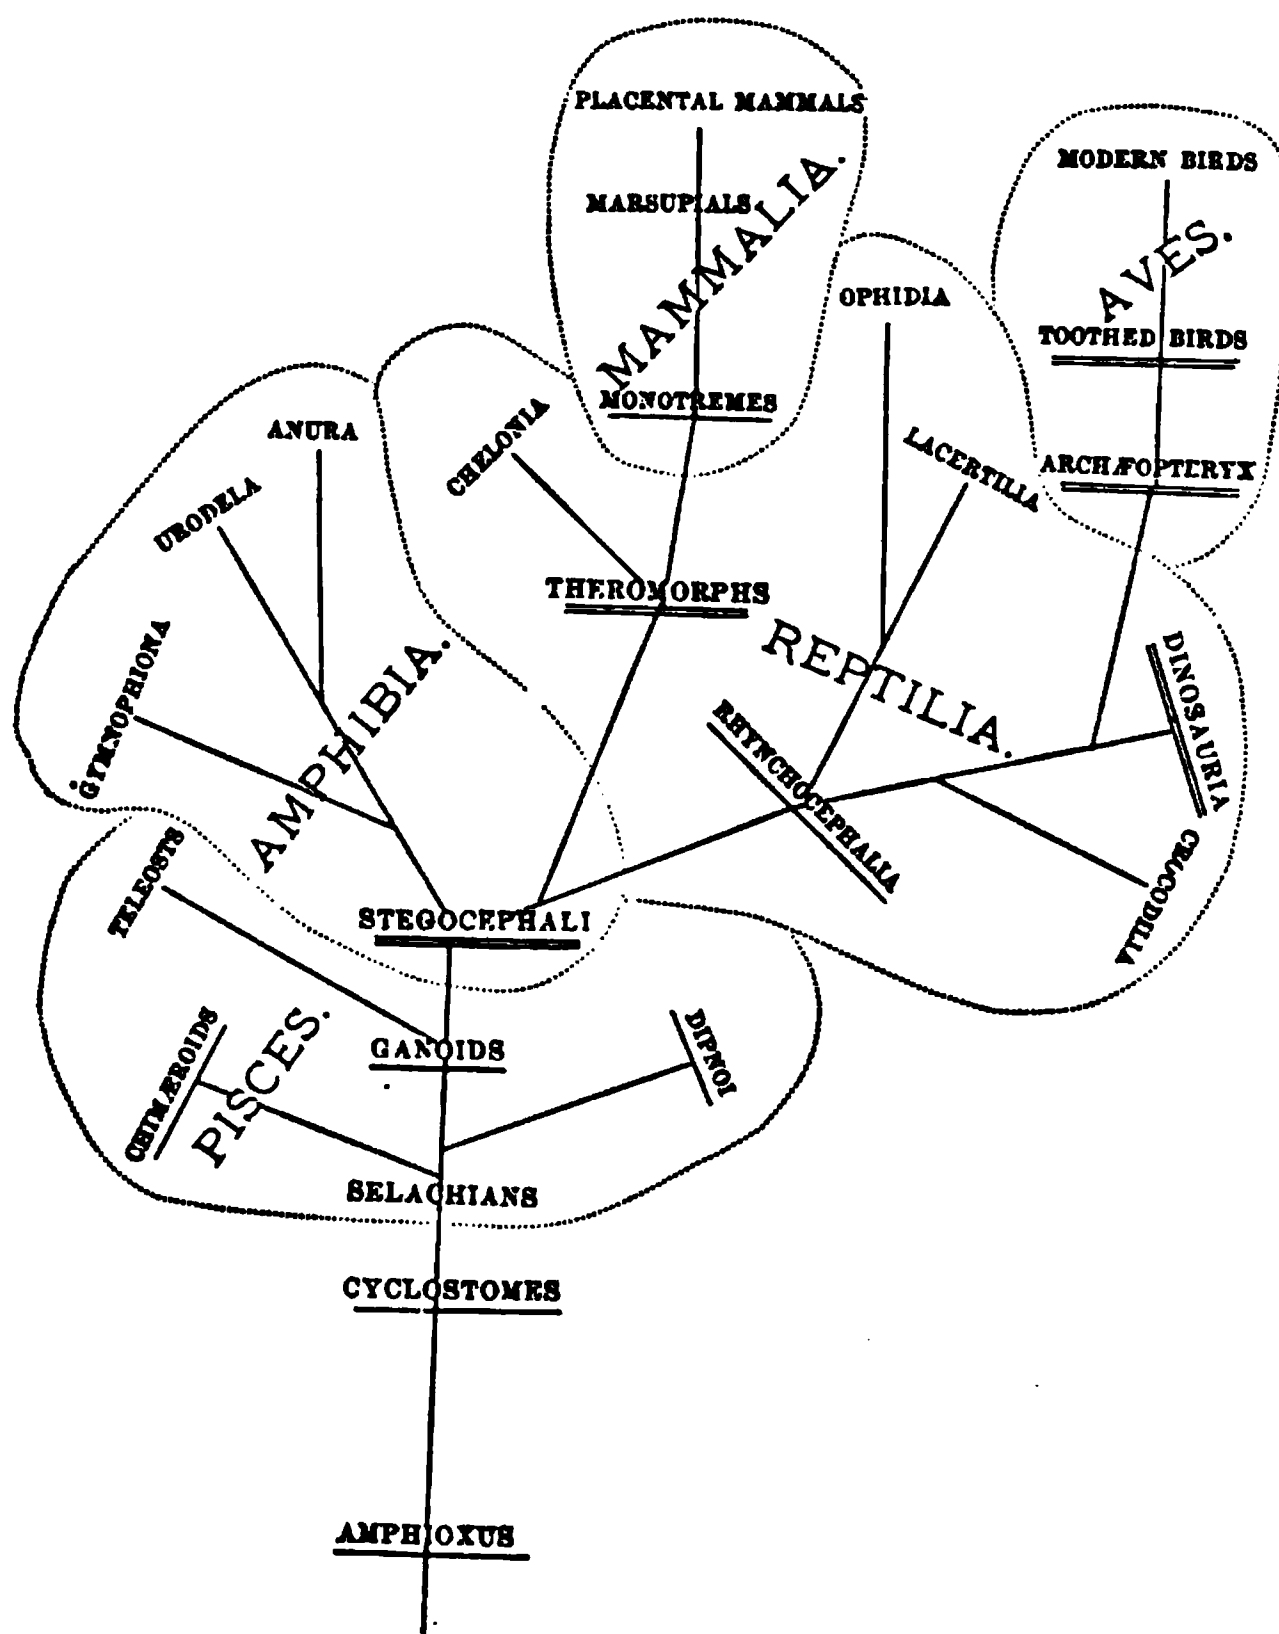 PLACENTAL MAMMALS
MODERN BIRDS
MARSUPIALS
MAMMALIA.
AVES.
OPHIDIA
TOOTHED BIRDS
MONOTREMES
ANURA
CHELONIA
LACERTILIA
ARCHÆOPTERYX
URODELA
THEROMORPHS
GYMNOPHIONA
AMPHIBIA.
REPTILIA.
DINOSAURIA
RHYNCHOCEPHALIA
TELEOSTS
CROCODILIA
STEGOCEPHALI
CHIMÆROIDS
PISCES.
GANOIDS
DIPNOI
SELACHIANS
CYCLOSTOMES
AMPHIOXUS